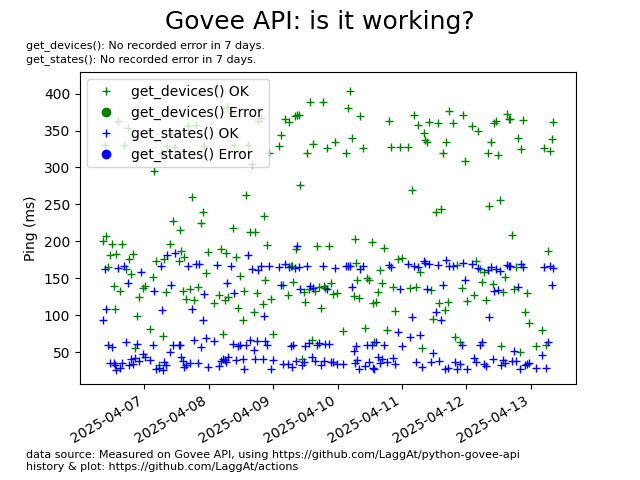 Govee API: is it working?
get_devices(): No recorded error in 7 days.
get_states(): No recorded error in 7 days.
get_devices() OK
get_devices() Error
get_states() OK
get_states() Error
Ping (ms)
400
350
300
250
200
150
100
50
2025-04-07
2025-04-08
2025-04-09
2025-04-10
2025-04-11
2025-04-12
2025-04-13
data source: Measured on Govee API, using https://github.com/LaggAt/python-govee-api
history & plot: https://github.com/LaggAt/actions